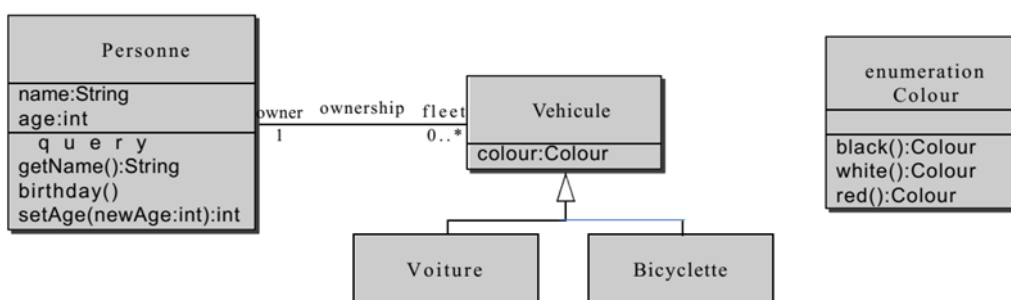 Personne
name:String
age:int
query
getName():String
birthday()
setAge(newAge:int):int
owner ownership fleet
1 0..*
Vehicule
colour:Colour
Voiture
Bicyclette
enumeration
Colour
black():Colour
white():Colour
red():Colour